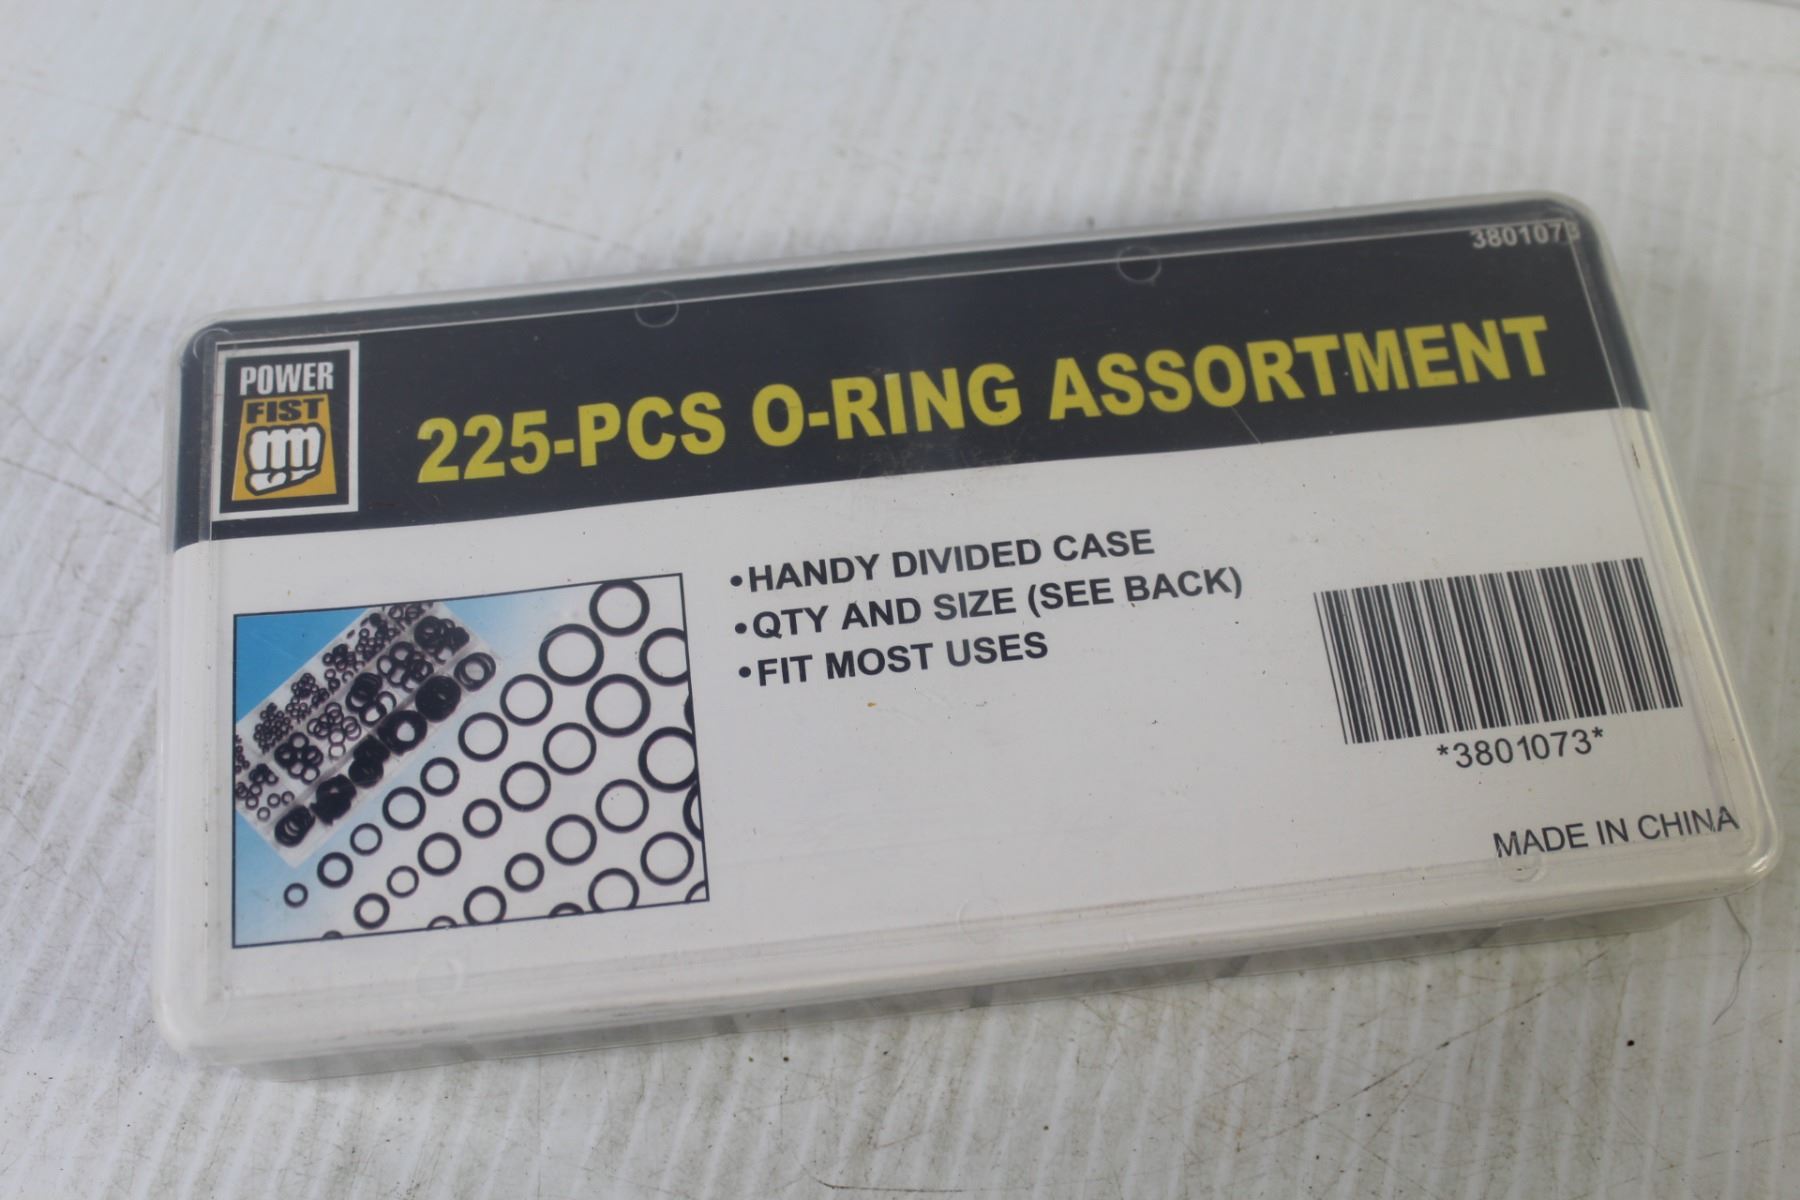 3801073
POWER
FIST
225-PCS O-RING ASSORTMENT
•HANDY DIVIDED CASE
•QTY AND SIZE (SEE BACK)
•FIT MOST USES
*3801073*
MADE IN CHINA